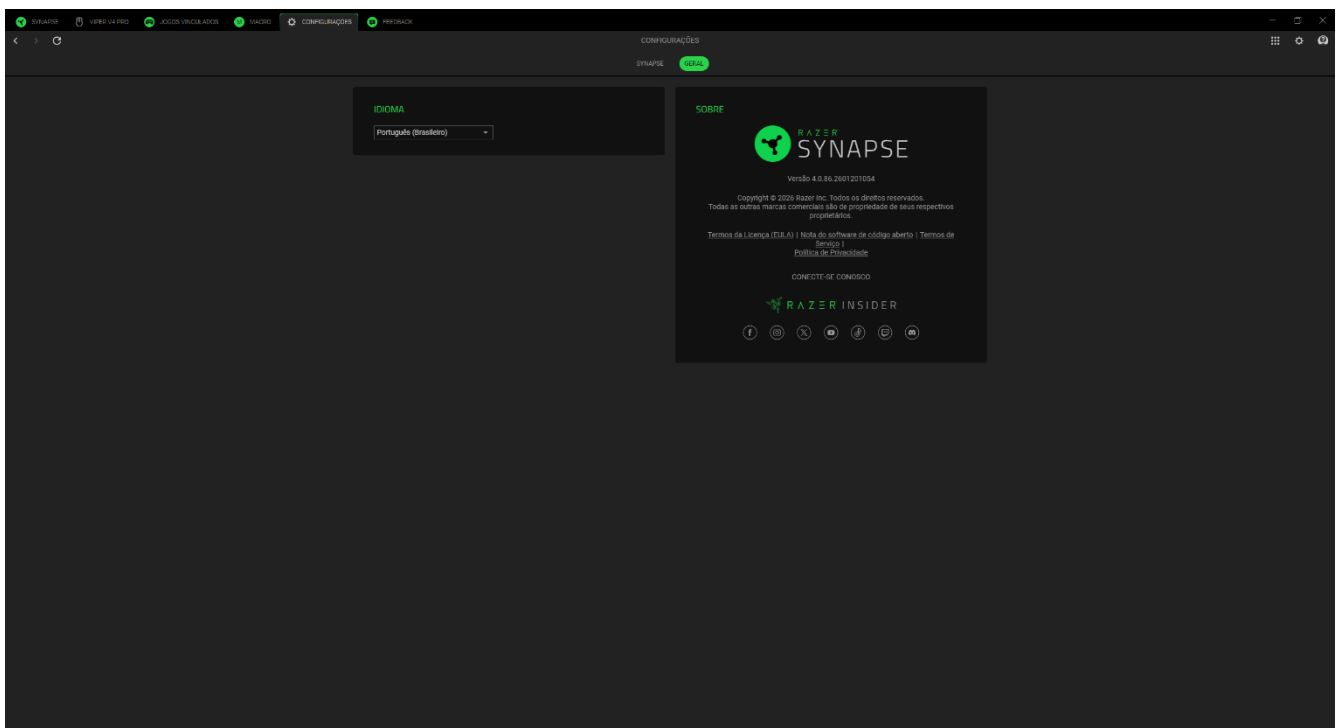 SYNAPSE
VIPER V4 PRO
JOGOS VINCULADOS
MACRO
CONFIGURAÇÕES
FEEDBACK
CONFIGURAÇÕES
SYNAPSE
GERAL
IDIOMA
Português (Brasileiro)
SOBRE
RAZER
SYNAPSE
Versão 4.0.86.2601201054
Copyright © 2026 Razer Inc. Todos os direitos reservados.
Todas as outras marcas comerciais são de propriedade de seus respectivos
proprietários.
Termos da Licença (EULA) | Nota do software de código aberto | Termos de
Serviço |
Política de Privacidade
CONECTE-SE CONOSCO
RAZER INSIDER